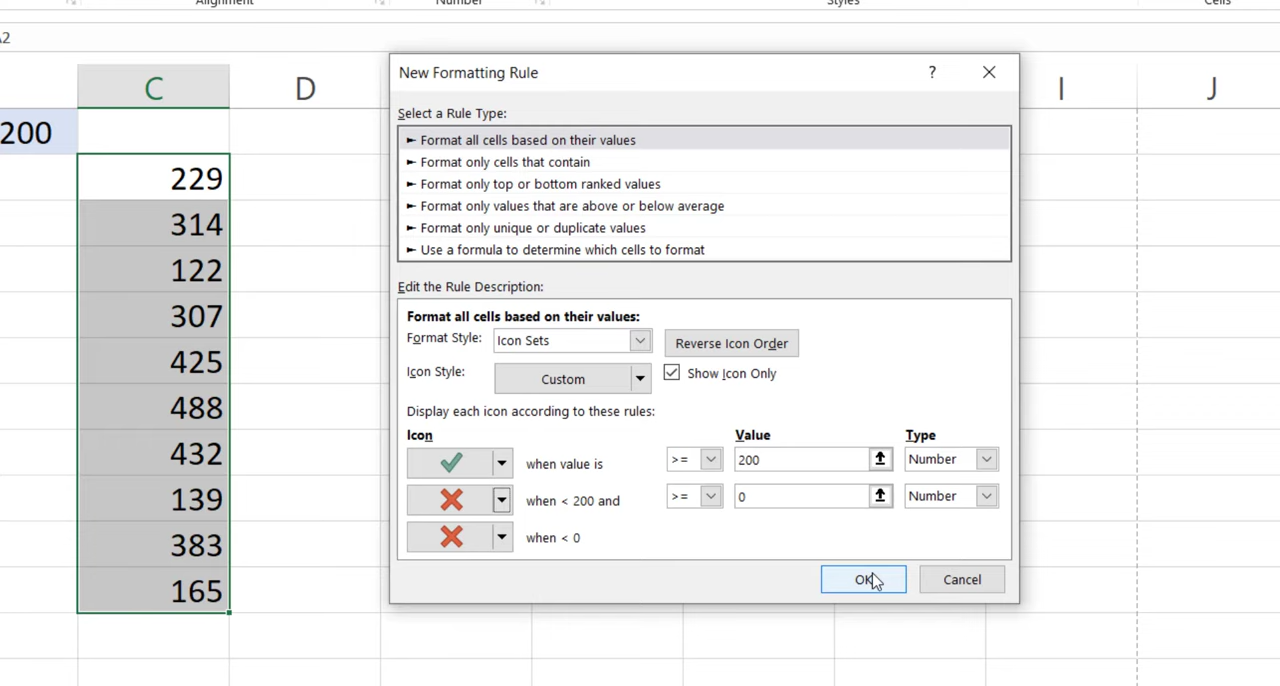 Alignment Number Styles Cells
A2
C D I J
200
229
314
122
307
425
488
432
139
383
165
New Formatting Rule ?
Select a Rule Type:
► Format all cells based on their values
► Format only cells that contain
► Format only top or bottom ranked values
► Format only values that are above or below average
► Format only unique or duplicate values
► Use a formula to determine which cells to format
Edit the Rule Description:
Format all cells based on their values:
Format Style: Icon Sets Reverse Icon Order
Icon Style: Custom Show Icon Only
Display each icon according to these rules:
Icon Value Type
when value is >= 200 Number
when < 200 and >= 0 Number
when < 0
OK Cancel